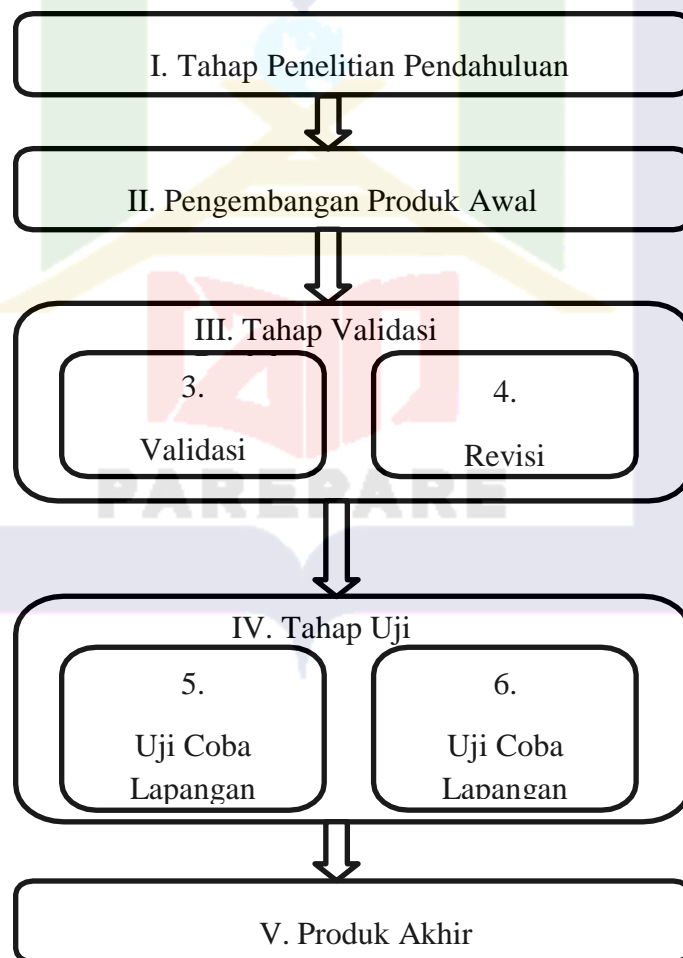 I. Tahap Penelitian Pendahuluan
II. Pengembangan Produk Awal
III. Tahap Validasi
3.
Validasi
4.
Revisi
PAREPARE
IV. Tahap Uji
5.
Uji Coba
Lapangan
6.
Uji Coba
Lapangan
V. Produk Akhir